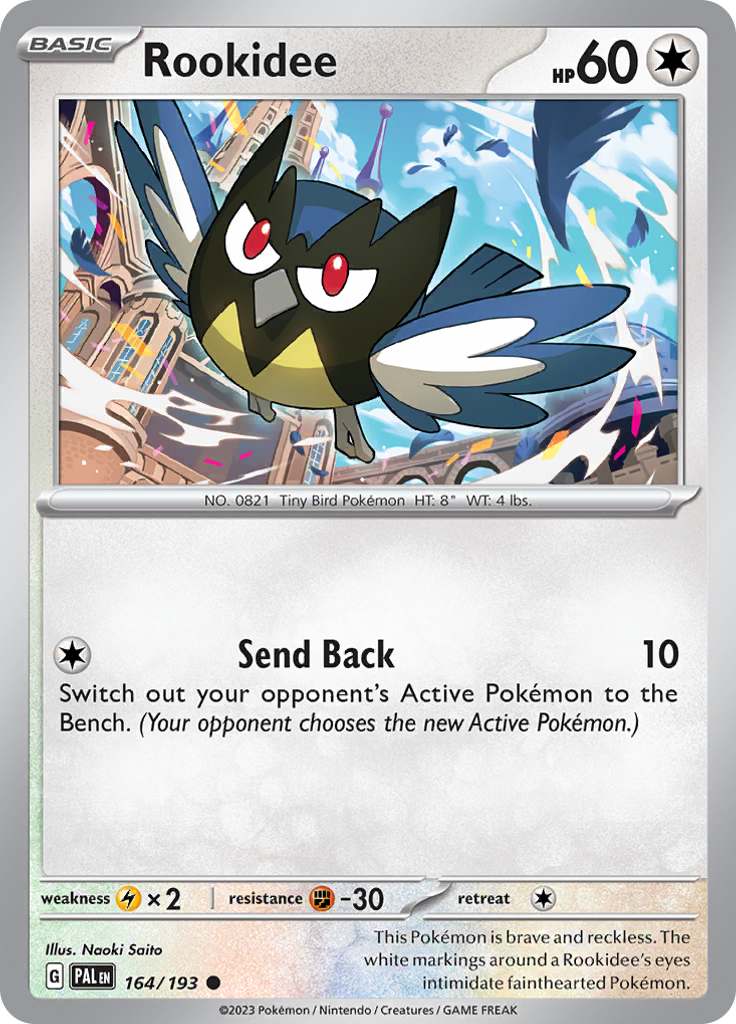 BASIC
Rookidee
HP 60
NO. 0821 Tiny Bird Pokémon HT: 8" WT: 4 lbs.
Send Back 10
Switch out your opponent's Active Pokémon to the
Bench. (Your opponent chooses the new Active Pokémon.)
weakness ×2 resistance -30 retreat
Illus. Naoki Saito
This Pokémon is brave and reckless. The
white markings around a Rookidee's eyes
intimidate fainthearted Pokémon.
G PAL EN 164/193
©2023 Pokémon / Nintendo / Creatures / GAME FREAK